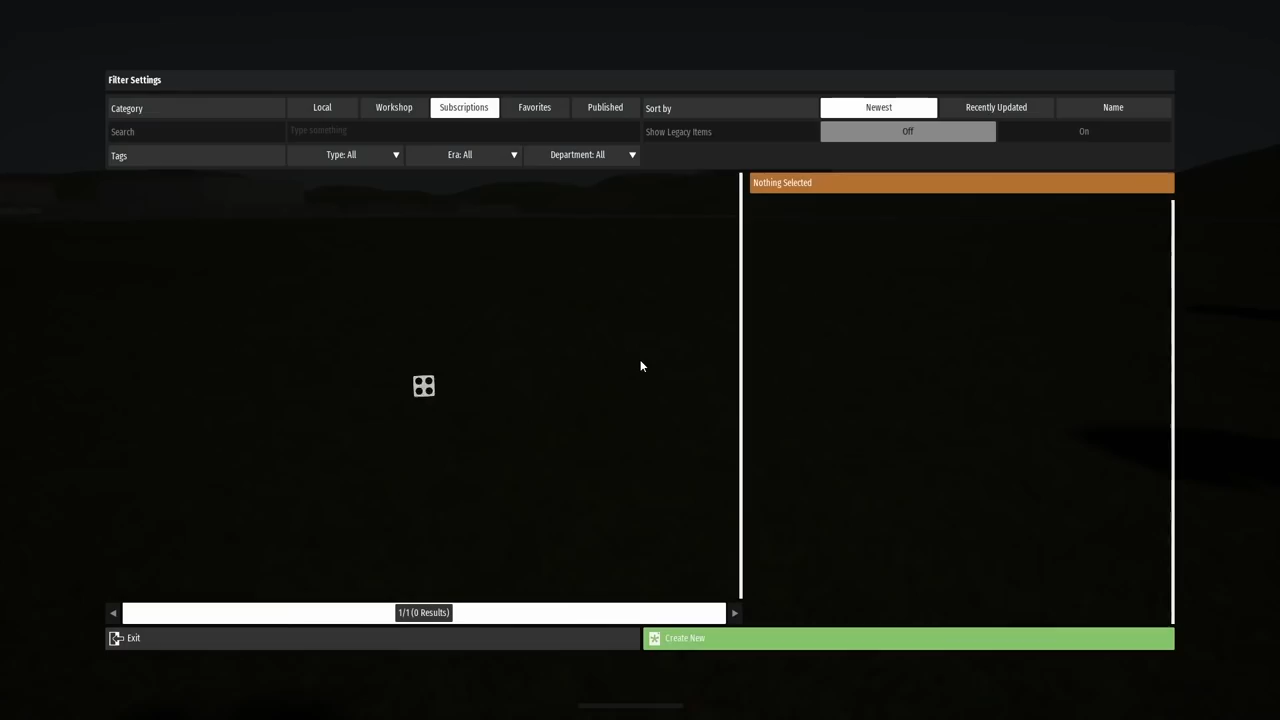 Filter Settings
Category Local Workshop Subscriptions Favorites Published Sort by Newest Recently Updated Name
Search Type something Show Legacy Items Off On
Tags Type: All Era: All Department: All
Nothing Selected
1/1 (0 Results)
Exit Create New